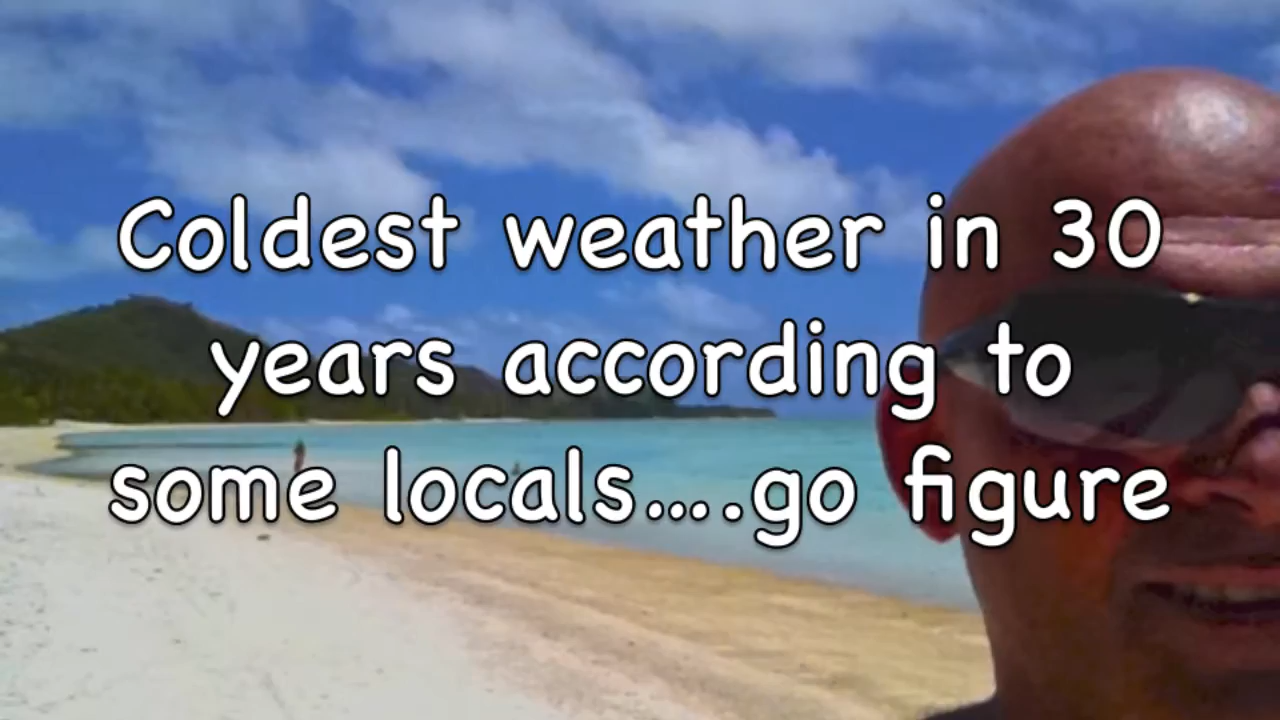 Coldest weather in 30
years according to
some locals....go figure